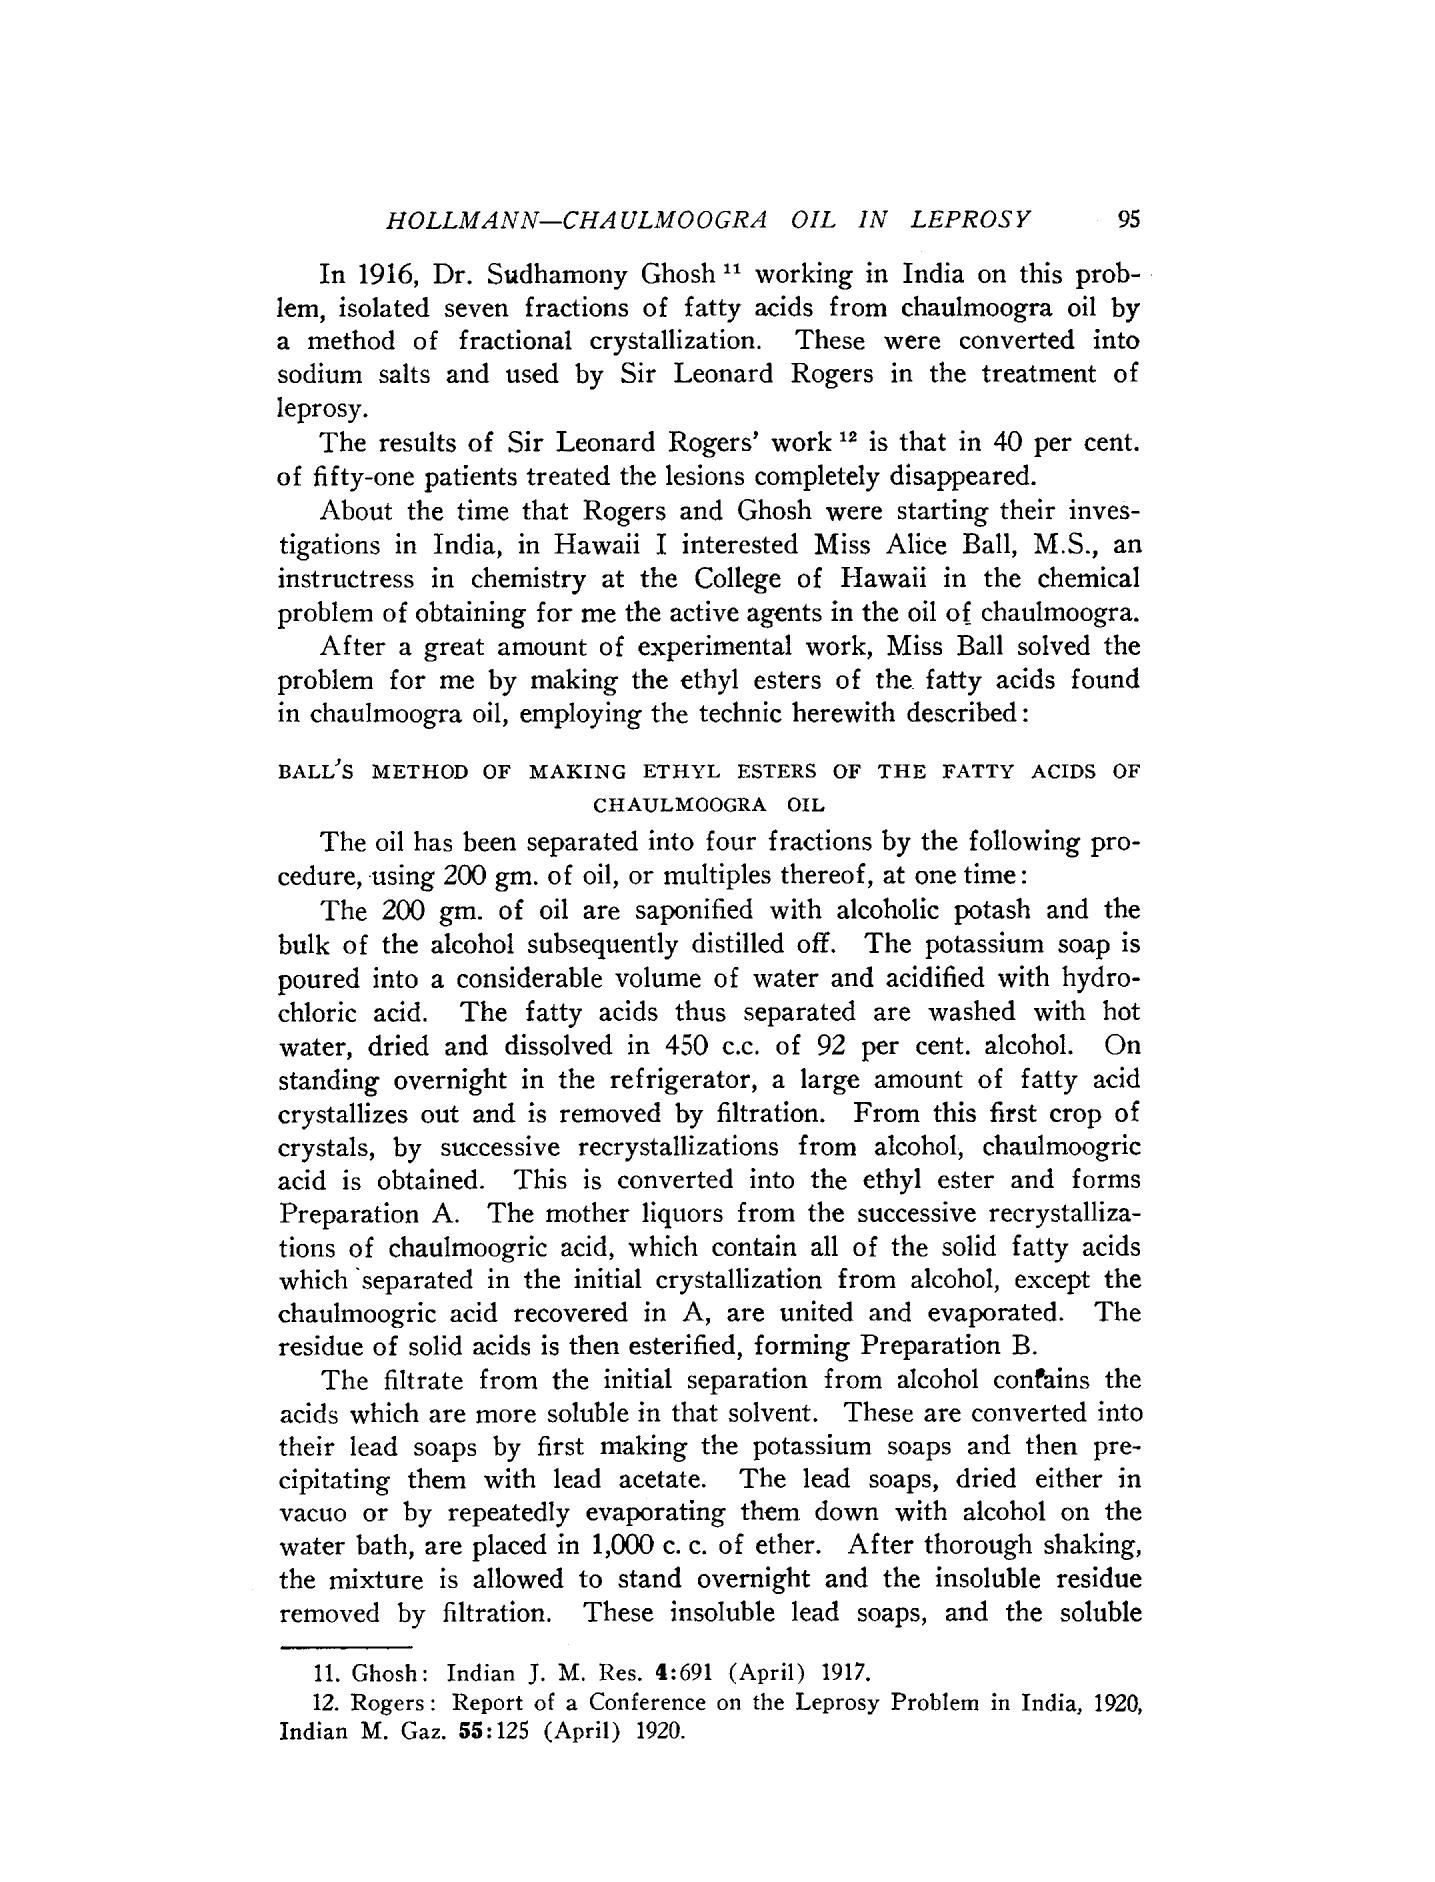 HOLLMANN—CHAULMOOGRA OIL IN LEPROSY 95
In 1916, Dr. Sudhamony Ghosh 11 working in India on this prob-
lem, isolated seven fractions of fatty acids from chaulmoogra oil by
a method of fractional crystallization. These were converted into
sodium salts and used by Sir Leonard Rogers in the treatment of
leprosy.
The results of Sir Leonard Rogers' work 12 is that in 40 per cent.
of fifty-one patients treated the lesions completely disappeared.
About the time that Rogers and Ghosh were starting their inves-
tigations in India, in Hawaii I interested Miss Alice Ball, M.S., an
instructress in chemistry at the College of Hawaii in the chemical
problem of obtaining for me the active agents in the oil of chaulmoogra.
After a great amount of experimental work, Miss Ball solved the
problem for me by making the ethyl esters of the fatty acids found
in chaulmoogra oil, employing the technic herewith described:
BALL'S METHOD OF MAKING ETHYL ESTERS OF THE FATTY ACIDS OF
CHAULMOOGRA OIL
The oil has been separated into four fractions by the following pro-
cedure, using 200 gm. of oil, or multiples thereof, at one time:
The 200 gm. of oil are saponified with alcoholic potash and the
bulk of the alcohol subsequently distilled off. The potassium soap is
poured into a considerable volume of water and acidified with hydro-
chloric acid. The fatty acids thus separated are washed with hot
water, dried and dissolved in 450 c.c. of 92 per cent. alcohol. On
standing overnight in the refrigerator, a large amount of fatty acid
crystallizes out and is removed by filtration. From this first crop of
crystals, by successive recrystallizations from alcohol, chaulmoogric
acid is obtained. This is converted into the ethyl ester and forms
Preparation A. The mother liquors from the successive recrystalliza-
tions of chaulmoogric acid, which contain all of the solid fatty acids
which separated in the initial crystallization from alcohol, except the
chaulmoogric acid recovered in A, are united and evaporated. The
residue of solid acids is then esterified, forming Preparation B.
The filtrate from the initial separation from alcohol contains the
acids which are more soluble in that solvent. These are converted into
their lead soaps by first making the potassium soaps and then pre-
cipitating them with lead acetate. The lead soaps, dried either in
vacuo or by repeatedly evaporating them down with alcohol on the
water bath, are placed in 1,000 c. c. of ether. After thorough shaking,
the mixture is allowed to stand overnight and the insoluble residue
removed by filtration. These insoluble lead soaps, and the soluble
11. Ghosh: Indian J. M. Res. 4:691 (April) 1917.
12. Rogers: Report of a Conference on the Leprosy Problem in India, 1920,
Indian M. Gaz. 55:125 (April) 1920.